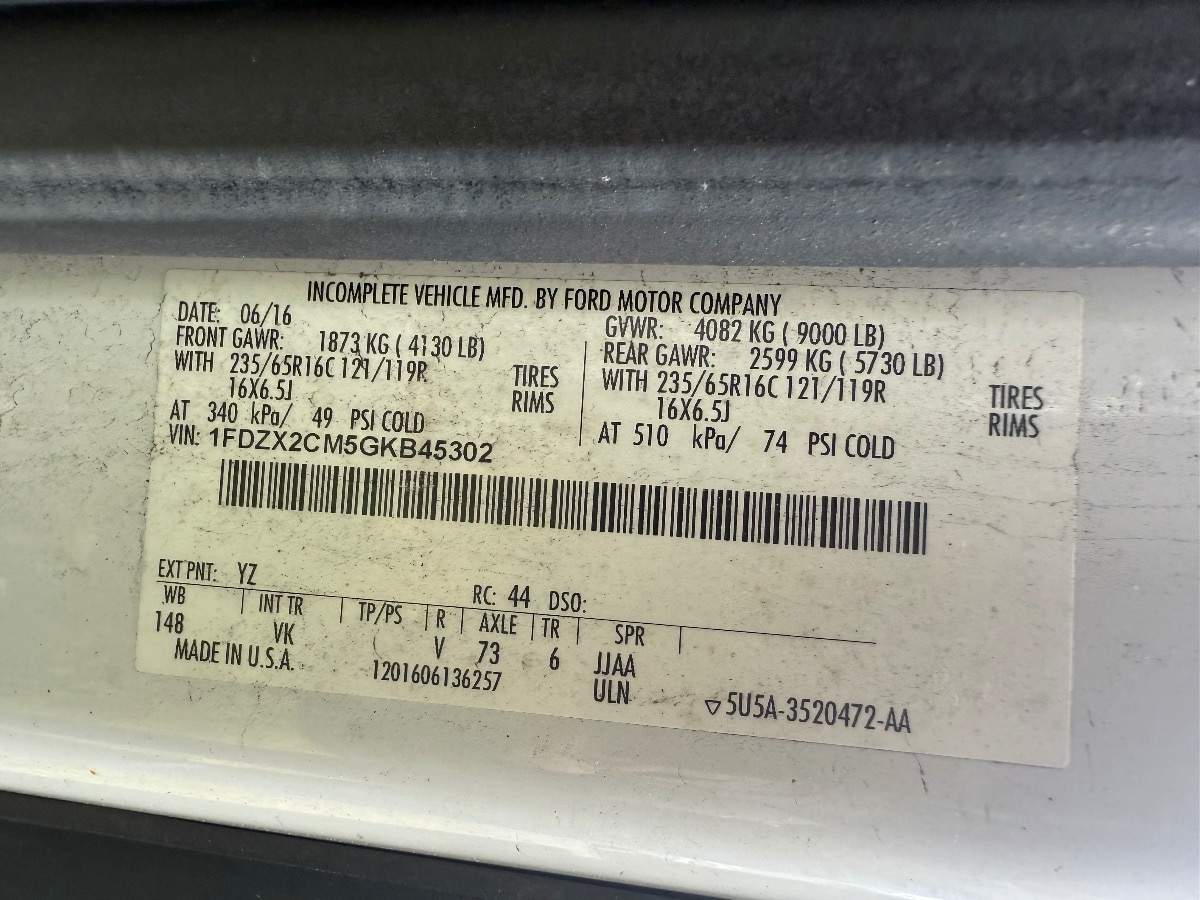 INCOMPLETE VEHICLE MFD. BY FORD MOTOR COMPANY
DATE: 06/16
FRONT GAWR: 1873 KG ( 4130 LB)
WITH 235/65R16C 121/119R TIRES
16X6.5J RIMS
AT 340 kPa/ 49 PSI COLD
GVWR: 4082 KG ( 9000 LB)
REAR GAWR: 2599 KG ( 5730 LB)
WITH 235/65R16C 121/119R TIRES
16X6.5J RIMS
AT 510 kPa/ 74 PSI COLD
VIN: 1FDZX2CM5GKB45302
EXT PNT: YZ RC: 44 DSO:
WB INT TR TP/PS R AXLE TR SPR
148 VK V 73 6 JJAA
MADE IN U.S.A. 1201606136257 ULN
▽5U5A-3520472-AA